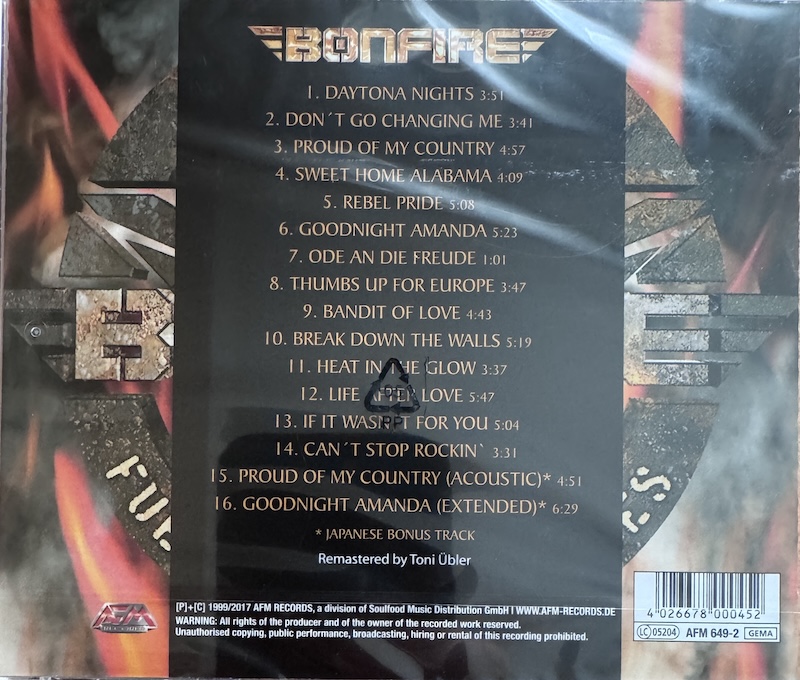 BONFIRE
1. DAYTONA NIGHTS 3:51
2. DON´T GO CHANGING ME 3:41
3. PROUD OF MY COUNTRY 4:57
4. SWEET HOME ALABAMA 4:09
5. REBEL PRIDE 5:08
6. GOODNIGHT AMANDA 5:23
7. ODE AN DIE FREUDE 1:01
8. THUMBS UP FOR EUROPE 3:47
9. BANDIT OF LOVE 4:43
10. BREAK DOWN THE WALLS 5:19
11. HEAT IN THE GLOW 3:37
12. LIFE AFTER LOVE 5:47
13. IF IT WASN´T FOR YOU 5:04
14. CAN´T STOP ROCKIN` 3:31
15. PROUD OF MY COUNTRY (ACOUSTIC)* 4:51
16. GOODNIGHT AMANDA (EXTENDED)* 6:29
* JAPANESE BONUS TRACK
Remastered by Toni Übler
AFM
RECORDS
[P]+[C] 1999/2017 AFM RECORDS, a division of Soulfood Music Distribution GmbH | WWW.AFM-RECORDS.DE
WARNING: All rights of the producer and of the owner of the recorded work reserved.
Unauthorised copying, public performance, broadcasting, hiring or rental of this recording prohibited.
4 026678 000452
LC 05204 AFM 649-2 GEMA